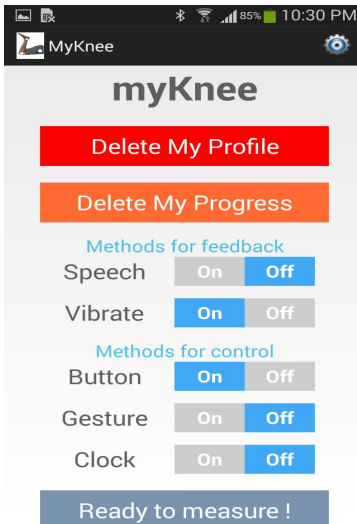 85% 10:30 PM
MyKnee
myKnee
Delete My Profile
Delete My Progress
Methods for feedback
Speech On Off
Vibrate On Off
Methods for control
Button On Off
Gesture On Off
Clock On Off
Ready to measure !